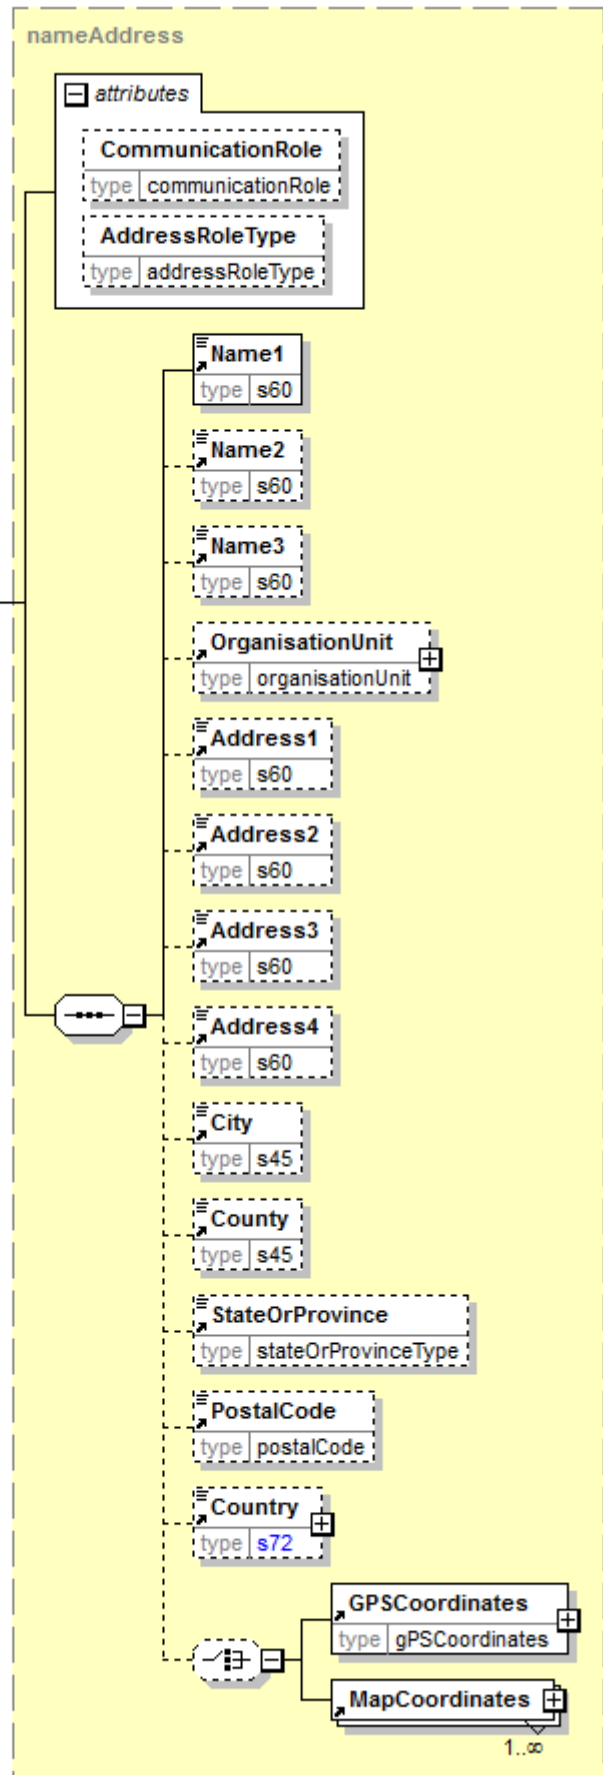 nameAddress
attributes
CommunicationRole
type communicationRole
AddressRoleType
type addressRoleType
Name1
type s60
Name2
type s60
Name3
type s60
OrganisationUnit
type organisationUnit
Address1
type s60
Address2
type s60
Address3
type s60
Address4
type s60
City
type s45
County
type s45
StateOrProvince
type stateOrProvinceType
PostalCode
type postalCode
Country
type s72
GPSCoordinates
type gPSCoordinates
MapCoordinates
1..∞